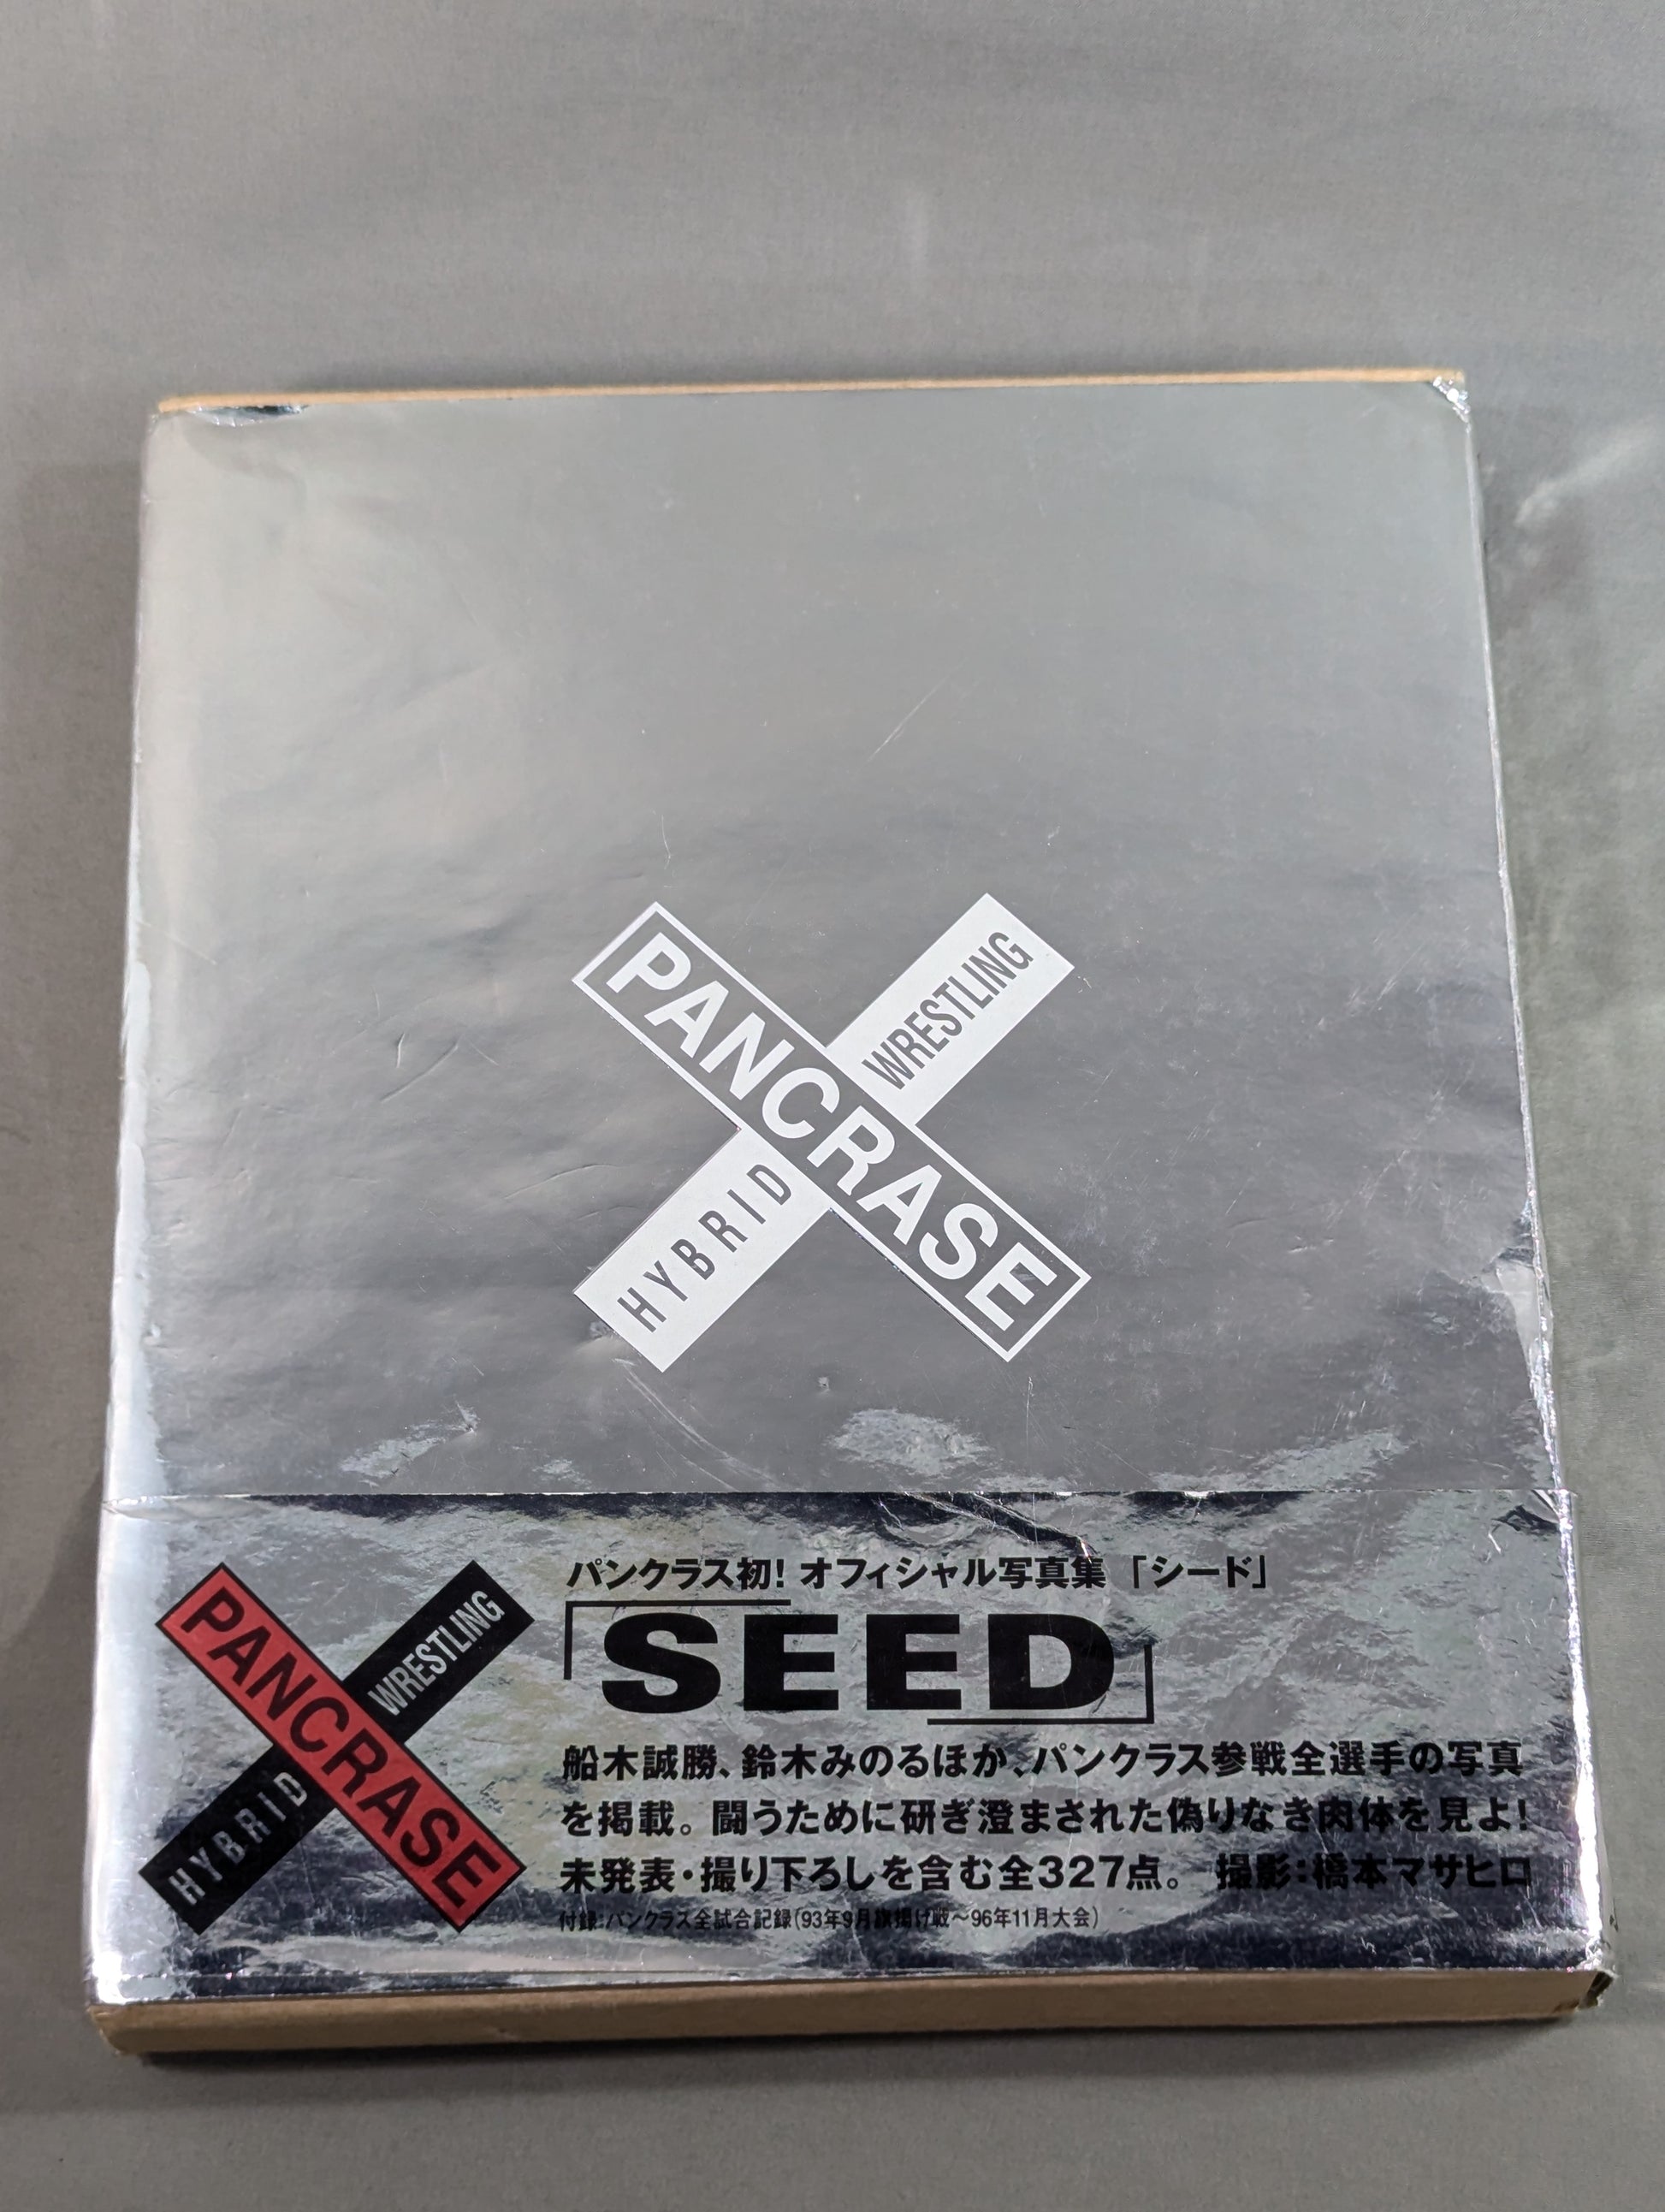 PANCRASE
HYBRID WRESTLING
パンクラス初! オフィシャル写真集「シード」
「SEED」
PANCRASE
HYBRID WRESTLING
船木誠勝、鈴木みのるほか、パンクラス参戦全選手の写真
を掲載。闘うために研ぎ澄まされた偽りなき肉体を見よ!
未発表・撮り下ろしを含む全327点。 撮影:橋本マサヒロ
付録:パンクラス全試合記録(93年9月旗揚げ戦~96年11月大会)